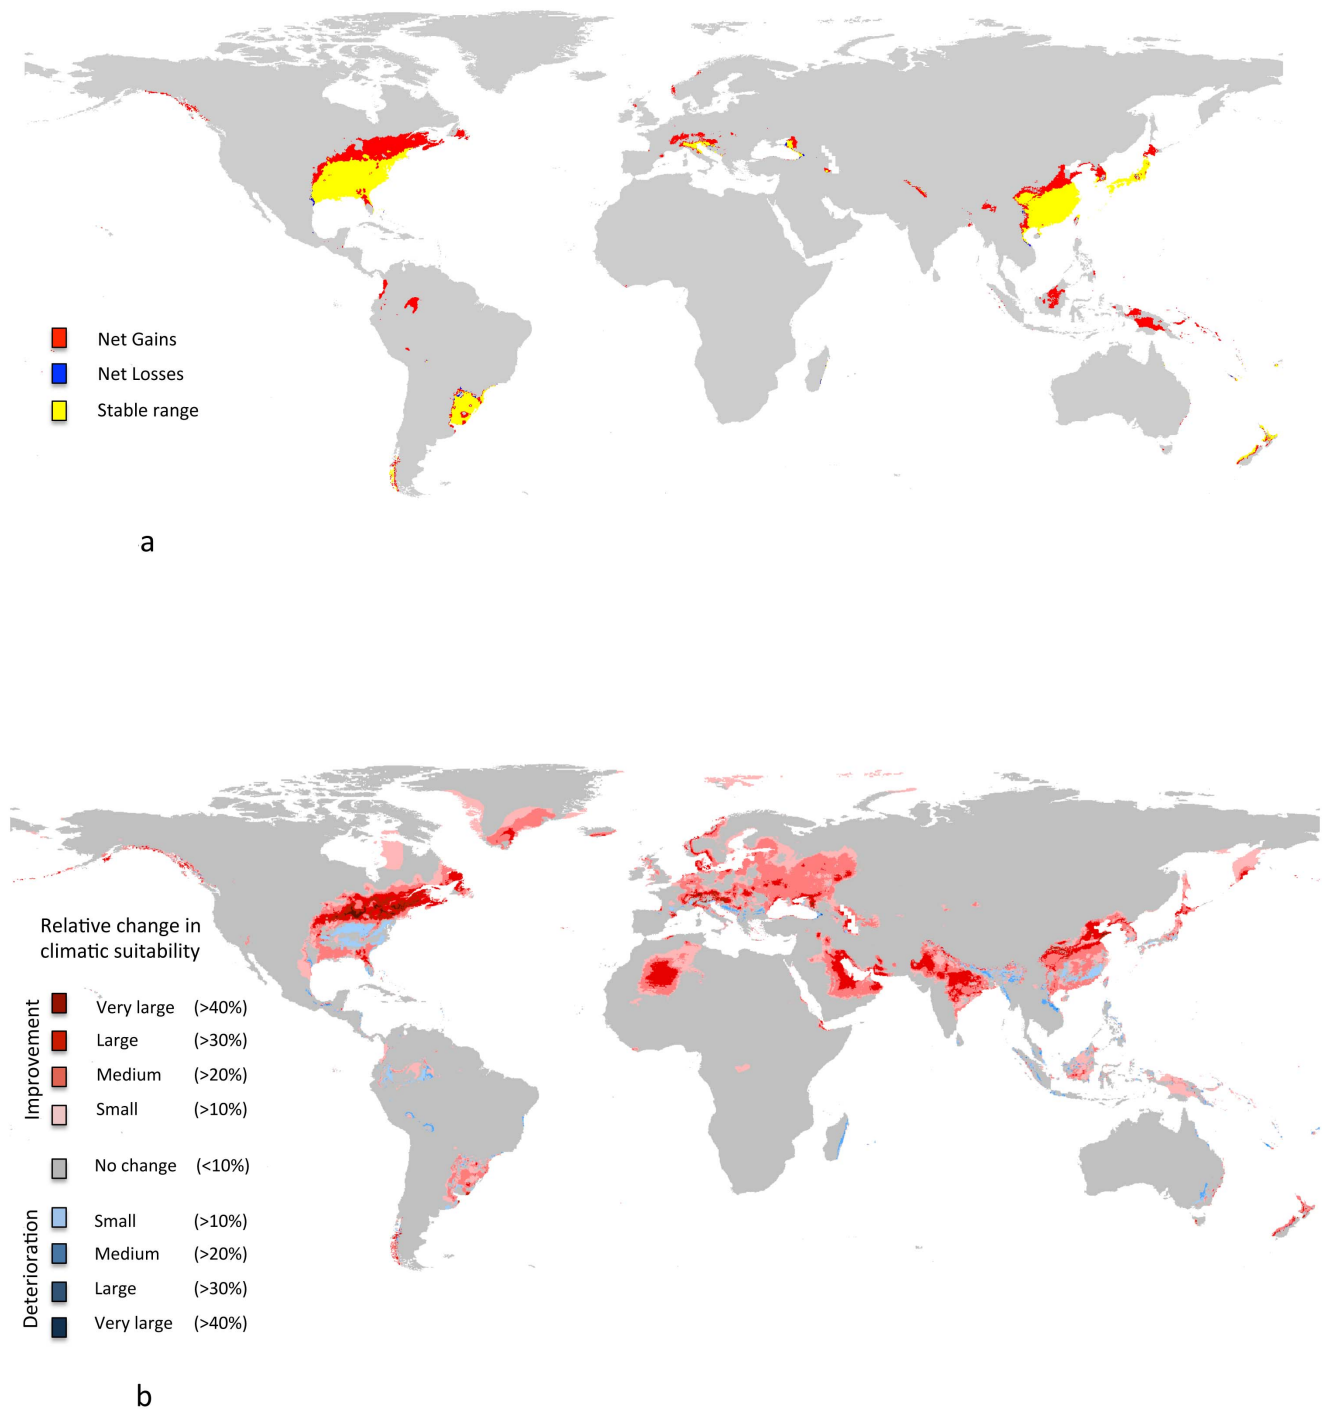 Net Gains
Net Losses
Stable range
a
Relative change in
climatic suitability
Improvement
Very large (>40%)
Large (>30%)
Medium (>20%)
Small (>10%)
No change (<10%)
Deterioration
Small (>10%)
Medium (>20%)
Large (>30%)
Very large (>40%)
b